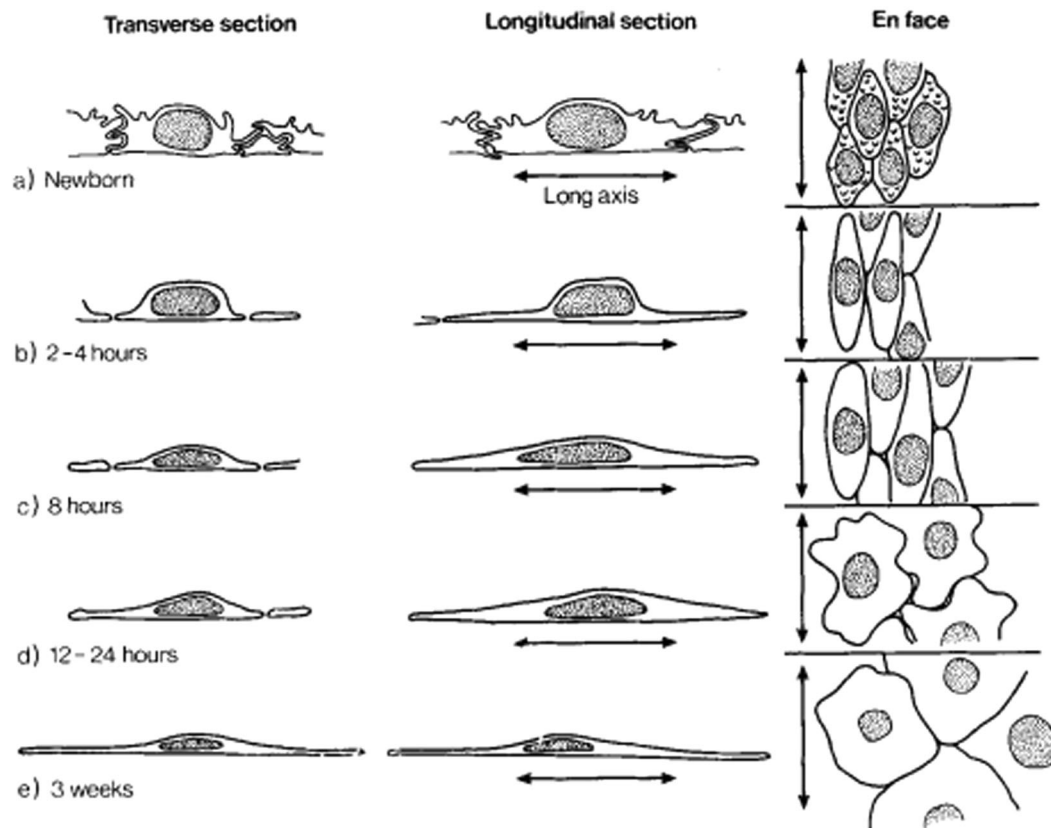 Transverse section
Longitudinal section
En face
a) Newborn
Long axis
b) 2-4 hours
c) 8 hours
d) 12-24 hours
e) 3 weeks